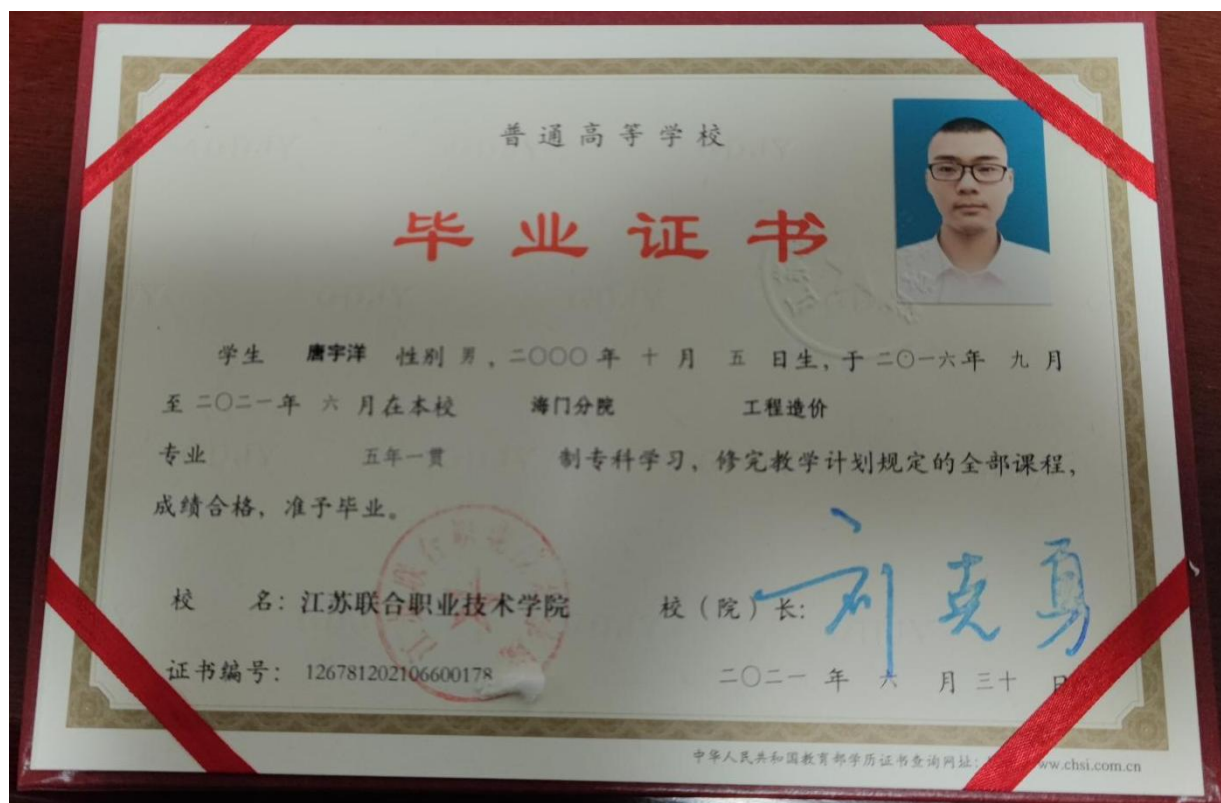 普通高等学校
毕业证书
学生 唐宇洋 性别 男，二〇〇〇年 十 月 五 日生，于 二〇一六年 九 月
至 二〇二一年 六 月在本校 海门分院 工程造价
专业 五年一贯 制专科学习，修完教学计划规定的全部课程，
成绩合格，准予毕业。
校 名：江苏联合职业技术学院 校（院）长：刘克勇
证书编号：126781202106600178 二〇二一 年 六 月 三十 日
中华人民共和国教育部学历证书查询网址：www.chsi.com.cn